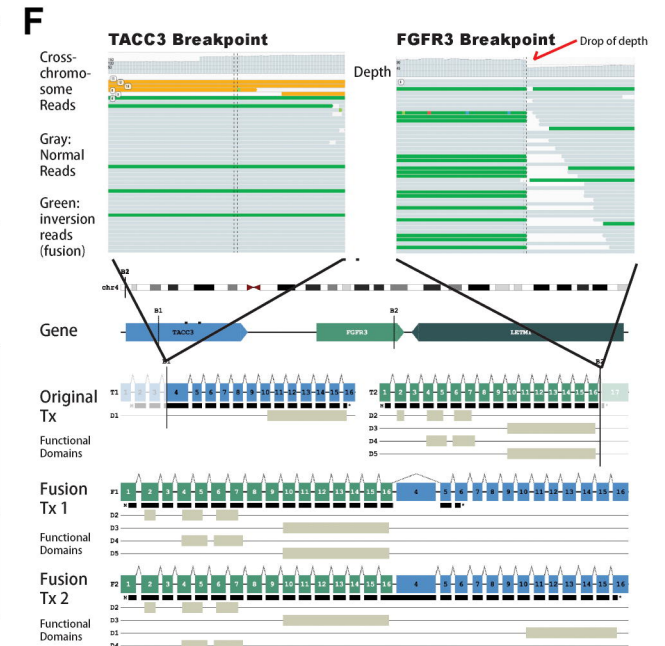 F
TACC3 Breakpoint
FGFR3 Breakpoint
Drop of depth
Cross-
chromo-
some
Reads
Depth
Gray:
Normal
Reads
Green:
inversion
reads
(fusion)
B2
chr4
Gene
B1
TACC3
B2
FGFR3
LETM1
Original
Tx
T1
4 5 6 7 8 9 10 11 12 13 14 15 16
D1
T2
1 2 3 4 5 6 7 8 9 10 11 12 13 14 15 16 17
D2
D3
D4
D5
Functional
Domains
Fusion
Tx 1
F1 1 2 3 4 5 6 7 8 9 10 11 12 13 14 15 16 4 5 6 7 8 9 10 11 12 13 14 15 16
N
D2
D3
D4
D5
Functional
Domains
Fusion
Tx 2
F2 1 2 3 4 5 6 7 8 9 10 11 12 13 14 15 16 4 5 6 7 8 9 10 11 12 13 14 15 16
N
D2
D3
D1
D4
Functional
Domains